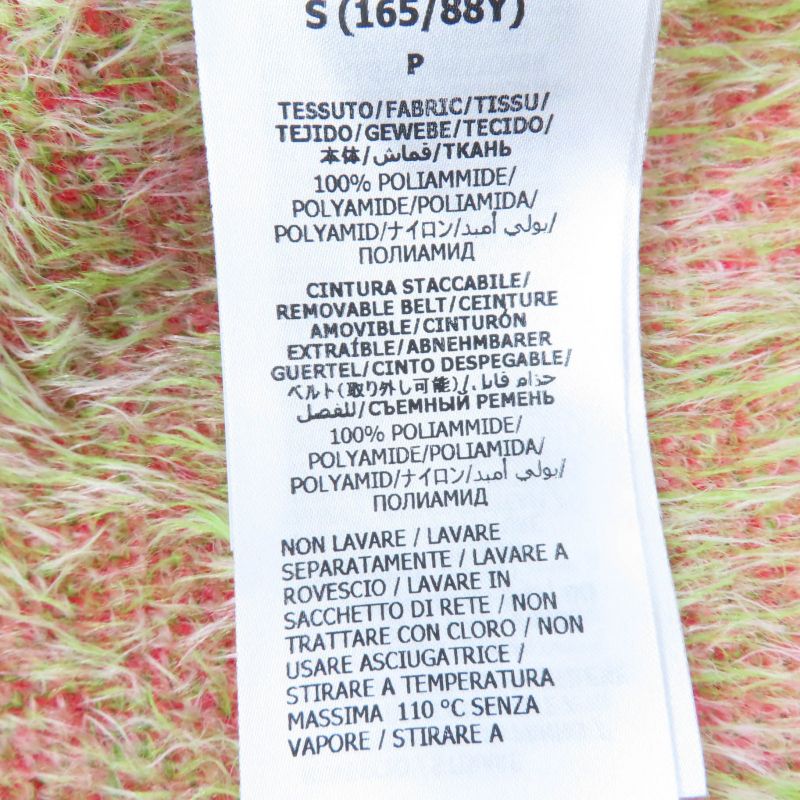 S (165/88Y)
P
TESSUTO/FABRIC/TISSU/
TEJIDO/GEWEBE/TECIDO/
本体/قماش/ТКАНЬ
100% POLIAMMIDE/
POLYAMIDE/POLIAMIDA/
POLYAMID/ナイロン/بولي أميد/
ПОЛИАМИД
CINTURA STACCABILE/
REMOVABLE BELT/CEINTURE
AMOVIBLE/CINTURÓN
EXTRAÍBLE/ABNEHMBARER
GUERTEL/CINTO DESPEGABLE/
ベルト(取り外し可能)/حزام قابل
للفصل/СЪЕМНЫЙ РЕМЕНЬ
100% POLIAMMIDE/
POLYAMIDE/POLIAMIDA/
POLYAMID/ナイロン/بولي أميد/
ПОЛИАМИД
NON LAVARE / LAVARE
SEPARATAMENTE / LAVARE A
ROVESCIO / LAVARE IN
SACCHETTO DI RETE / NON
TRATTARE CON CLORO / NON
USARE ASCIUGATRICE /
STIRARE A TEMPERATURA
MASSIMA 110 °C SENZA
VAPORE / STIRARE A